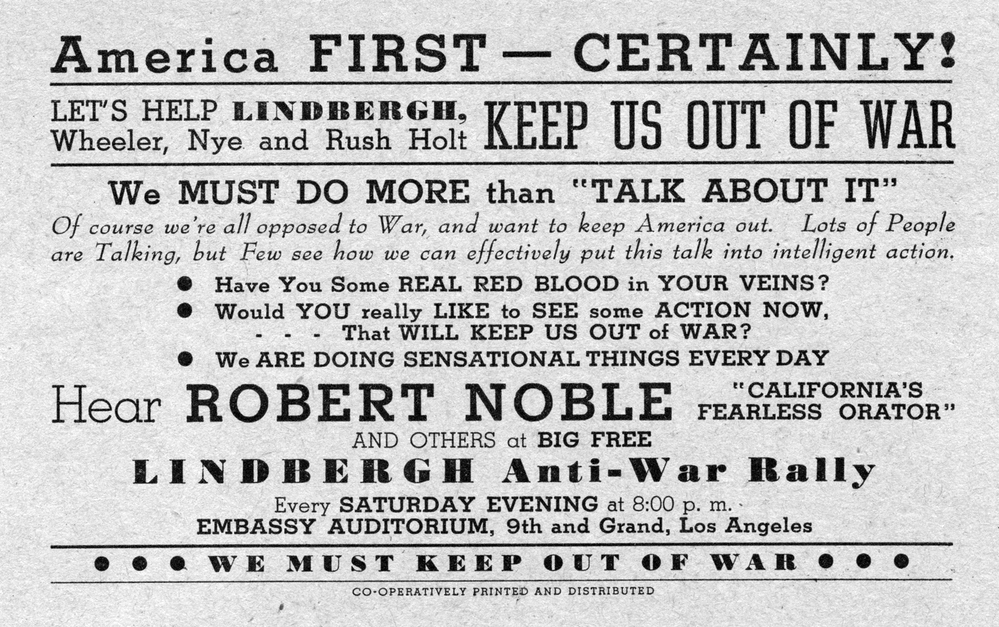 America FIRST — CERTAINLY!
LET'S HELP LINDBERGH,
Wheeler, Nye and Rush Holt
KEEP US OUT OF WAR
We MUST DO MORE than "TALK ABOUT IT"
Of course we're all opposed to War, and want to keep America out. Lots of People
are Talking, but Few see how we can effectively put this talk into intelligent action.
● Have You Some REAL RED BLOOD in YOUR VEINS?
● Would YOU really LIKE to SEE some ACTION NOW,
- - - That WILL KEEP US OUT of WAR?
● We ARE DOING SENSATIONAL THINGS EVERY DAY
Hear ROBERT NOBLE
"CALIFORNIA'S
FEARLESS ORATOR"
AND OTHERS at BIG FREE
LINDBERGH Anti-War Rally
Every SATURDAY EVENING at 8:00 p. m.
EMBASSY AUDITORIUM, 9th and Grand, Los Angeles
● ● ● WE MUST KEEP OUT OF WAR ● ● ●
CO-OPERATIVELY PRINTED AND DISTRIBUTED